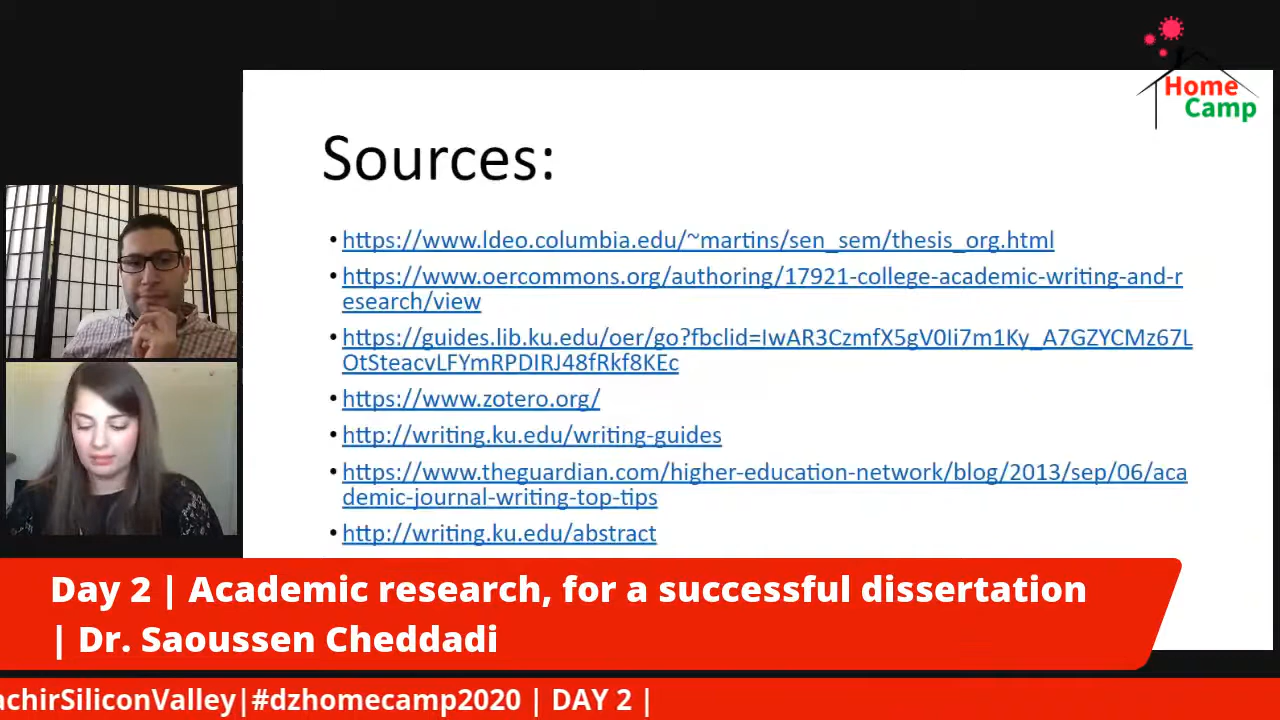 Home
Camp
Sources:
• https://www.ldeo.columbia.edu/~martins/sen_sem/thesis_org.html
• https://www.oercommons.org/authoring/17921-college-academic-writing-and-r
esearch/view
• https://guides.lib.ku.edu/oer/go?fbclid=IwAR3CzmfX5gV0Ii7m1Ky_A7GZYCMz67L
OtSteacvLFYmRPDIRJ48fRkf8KEc
• https://www.zotero.org/
• http://writing.ku.edu/writing-guides
• https://www.theguardian.com/higher-education-network/blog/2013/sep/06/aca
demic-journal-writing-top-tips
• http://writing.ku.edu/abstract
Day 2 | Academic research, for a successful dissertation
| Dr. Saoussen Cheddadi
achirSiliconValley|#dzhomecamp2020 | DAY 2 |